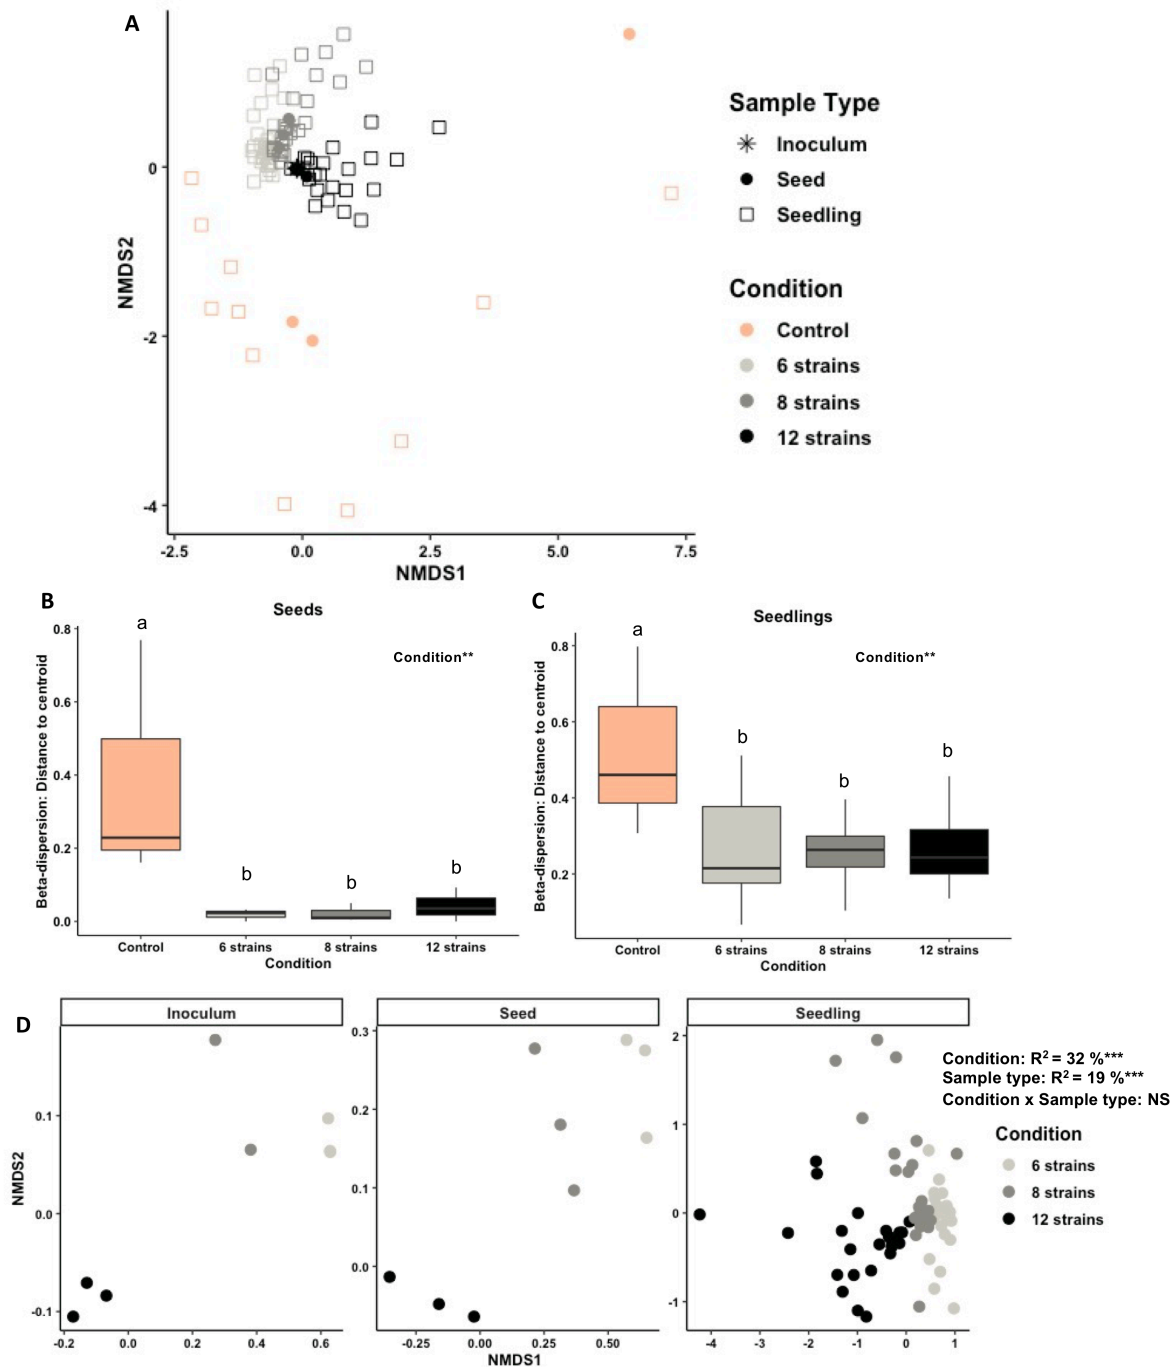 A
0
-2
-4
NMDS2
-2.5
0.0
2.5
5.0
7.5
NMDS1
Sample Type
Inoculum
Seed
Seedling
Condition
Control
6 strains
8 strains
12 strains
B
Seeds
0.8
0.6
0.4
0.2
0.0
Beta-dispersion: Distance to centroid
a
b
b
b
Condition**
Control
6 strains
8 strains
12 strains
Condition
C
Seedlings
0.8
0.6
0.4
0.2
Beta-dispersion: Distance to centroid
a
b
b
b
Condition**
Control
6 strains
8 strains
12 strains
Condition
D
Inoculum
Seed
Seedling
NMDS2
0.1
0.0
-0.1
-0.2
0.0
0.2
0.4
0.6
0.3
0.2
0.1
0.0
-0.25
0.00
0.25
0.50
2
1
0
-1
-4
-3
-2
-1
0
1
NMDS1
Condition: R² = 32 %***
Sample type: R² = 19 %***
Condition x Sample type: NS
Condition
6 strains
8 strains
12 strains